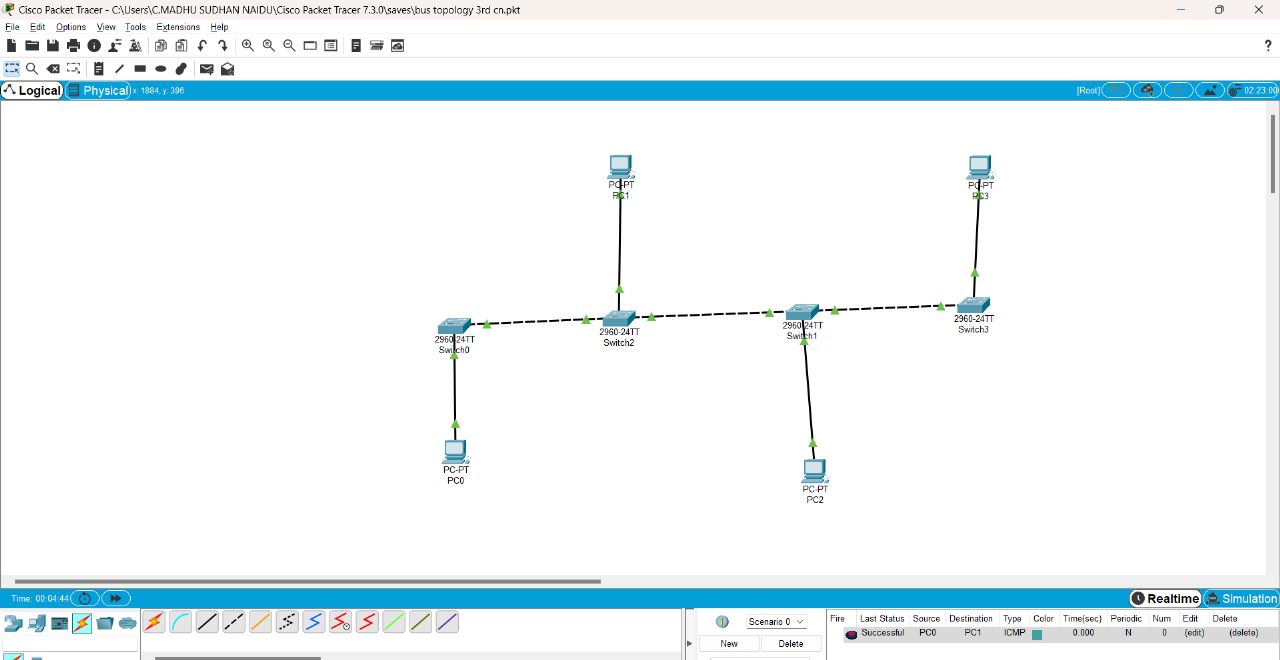 Cisco Packet Tracer - C:\Users\C.MADHU SUDHAN NAIDU\Cisco Packet Tracer 7.3.0\saves\bus topology 3rd cn.pkt
File Edit Options View Tools Extensions Help
?
Logical Physical x: 1884, y: 396 [Root] 02:23:00
PC-PT
PC1
PC-PT
PC3
2960-24TT
Switch0
2960-24TT
Switch2
2960-24TT
Switch1
2960-24TT
Switch3
PC-PT
PC0
PC-PT
PC2
Time: 00:04:44 Realtime Simulation
Scenario 0
New Delete
Fire Last Status Source Destination Type Color Time(sec) Periodic Num Edit Delete
Successful PC0 PC1 ICMP 0.000 N 0 (edit) (delete)